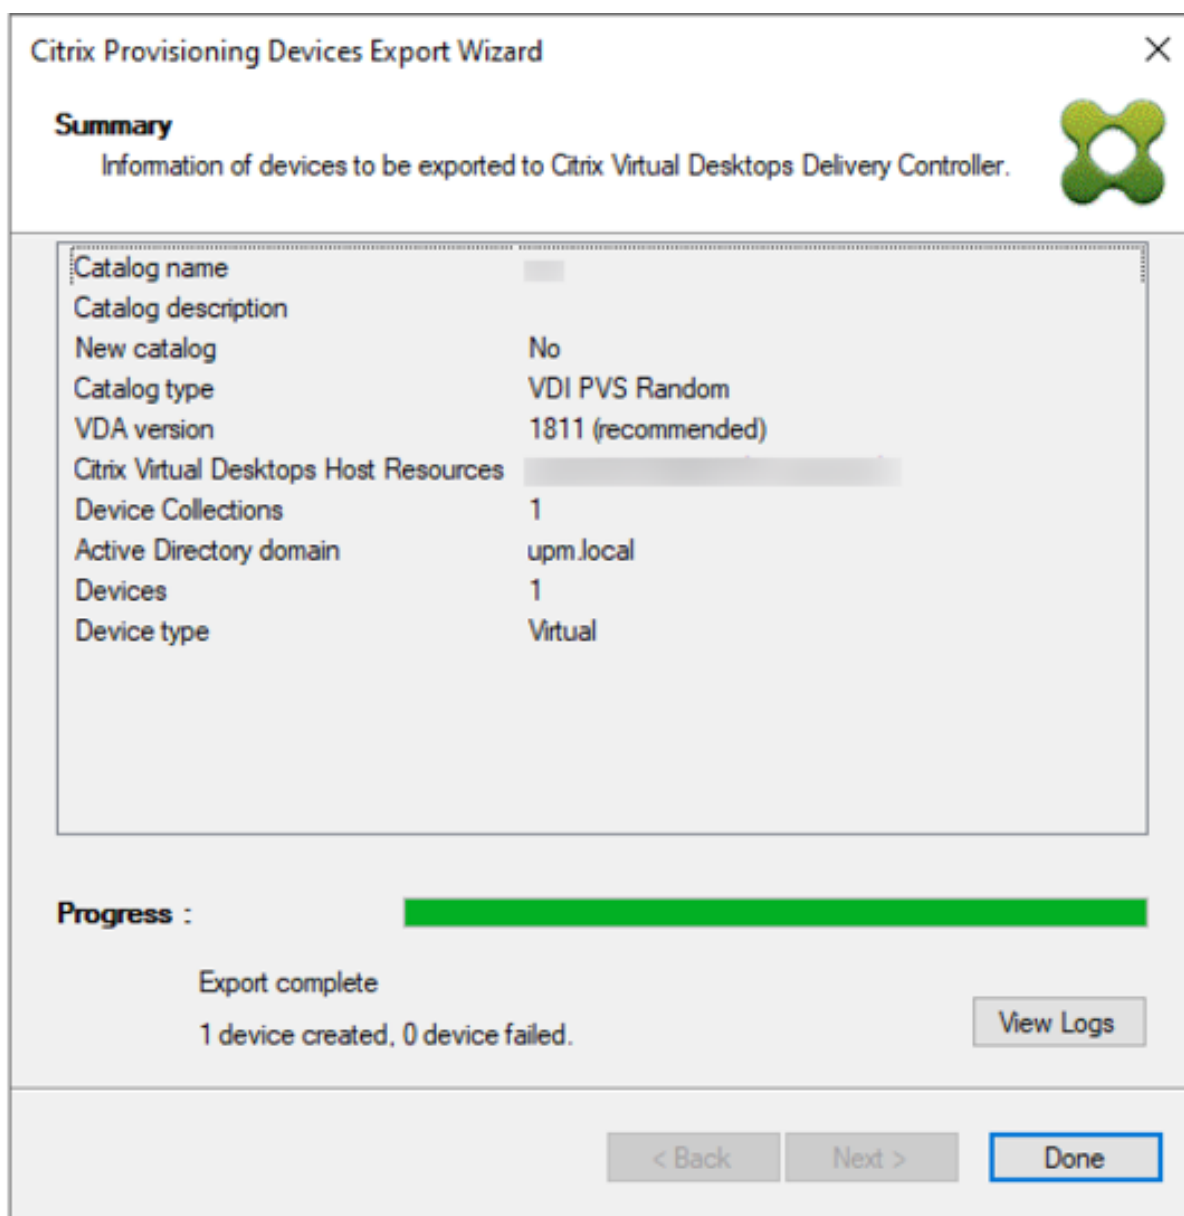 Citrix Provisioning Devices Export Wizard
Summary
Information of devices to be exported to Citrix Virtual Desktops Delivery Controller.
Catalog name
Catalog description
New catalog No
Catalog type VDI PVS Random
VDA version 1811 (recommended)
Citrix Virtual Desktops Host Resources
Device Collections 1
Active Directory domain upm.local
Devices 1
Device type Virtual
Progress :
Export complete
1 device created, 0 device failed.
View Logs
< Back Next > Done